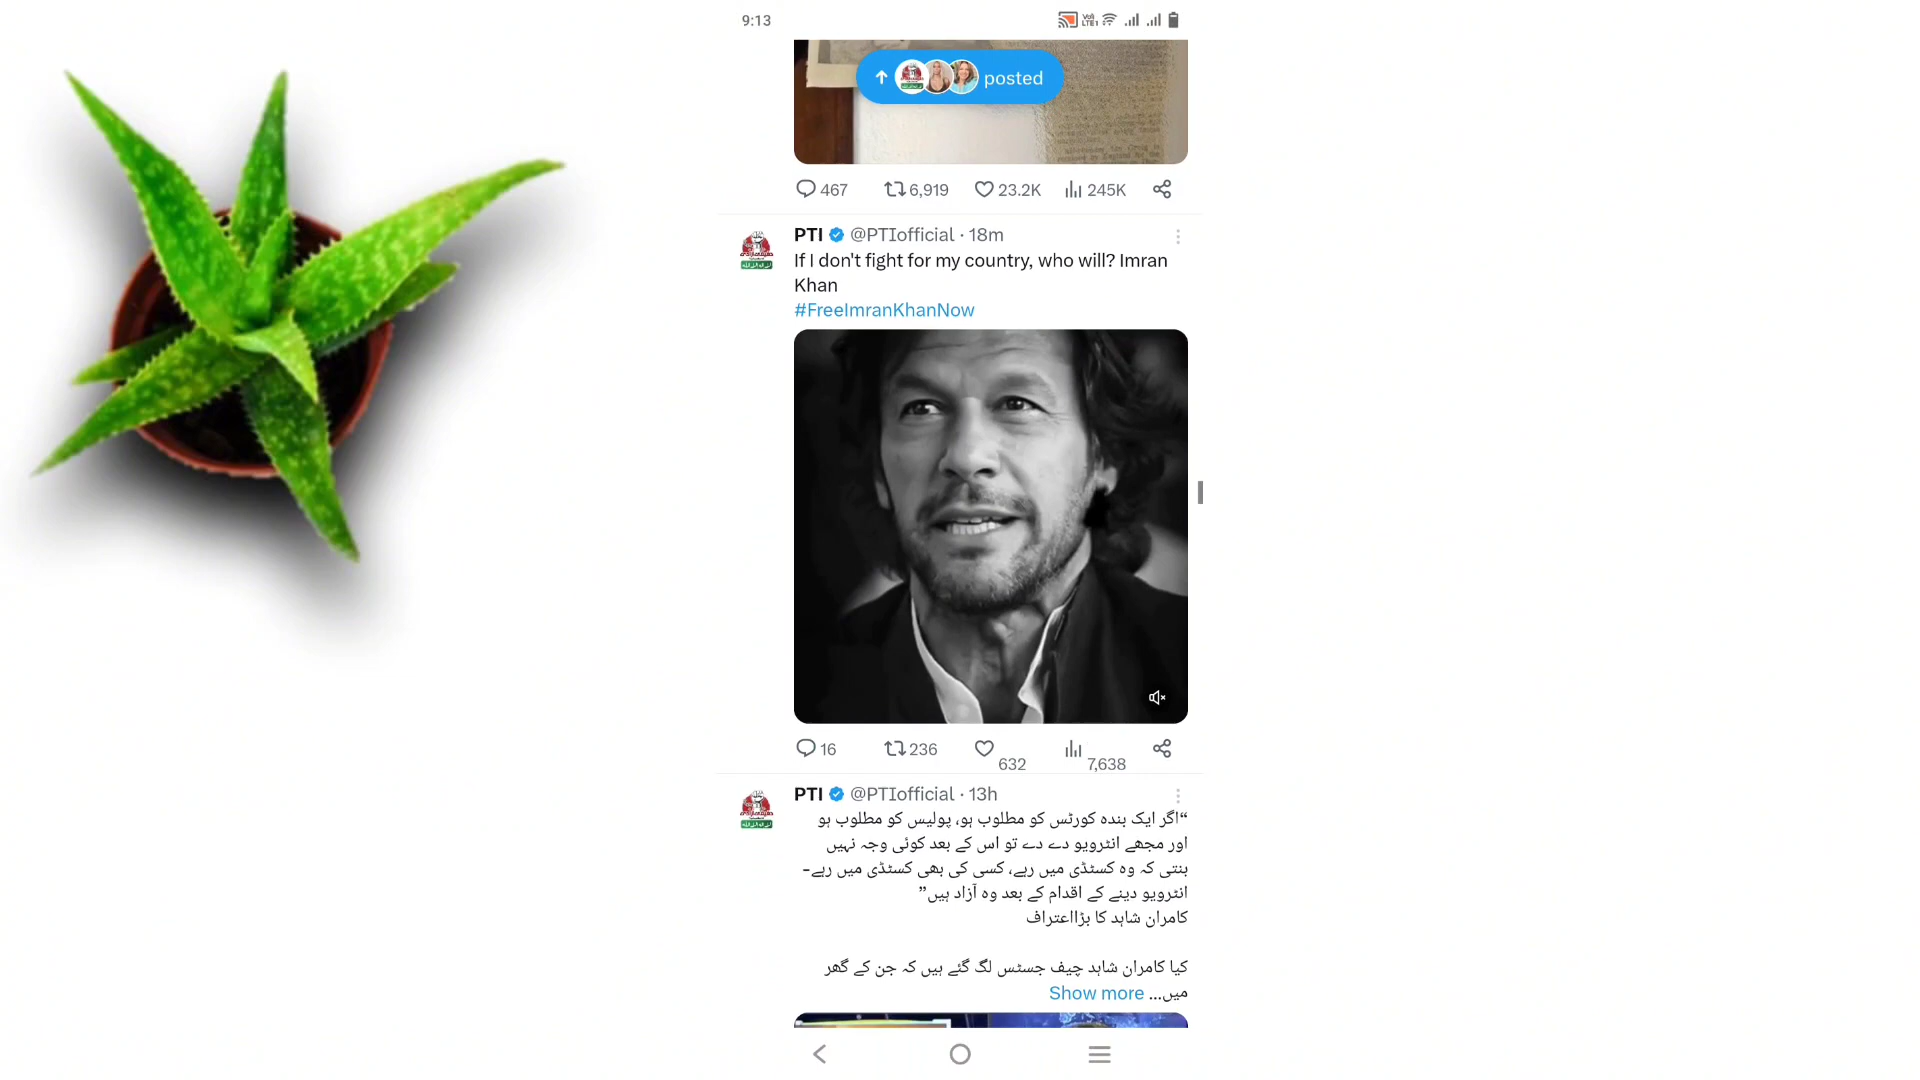 9:13
VoS
LTE1
posted
467 6,919 23.2K 245K
PTI @PTIofficial · 18m
If I don't fight for my country, who will? Imran
Khan
#FreeImranKhanNow
16 236 632 7,638
PTI @PTIofficial · 13h
“اگر ایک بندہ کورٹس کو مطلوب ہو، پولیس کو مطلوب ہو
اور مجھے انٹرویو دے دے تو اس کے بعد کوئی وجہ نہیں
بنتی کہ وہ کسٹڈی میں رہے، کسی کی بھی کسٹڈی میں رہے-
انٹرویو دینے کے اقدام کے بعد وہ آزاد ہیں”
کامران شاہد کا بڑااعتراف
کیا کامران شاہد چیف جسٹس لگ گئے ہیں کہ جن کے گھر
میں... Show more